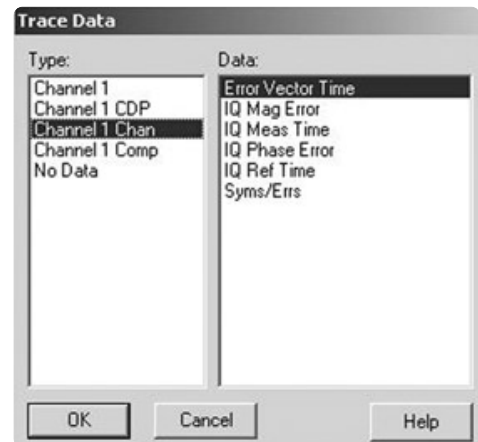 Trace Data
Type:
Data:
Channel 1
Channel 1 CDP
Channel 1 Chan
Channel 1 Comp
No Data
Error Vector Time
IQ Mag Error
IQ Meas Time
IQ Phase Error
IQ Ref Time
Syms/Errs
OK
Cancel
Help